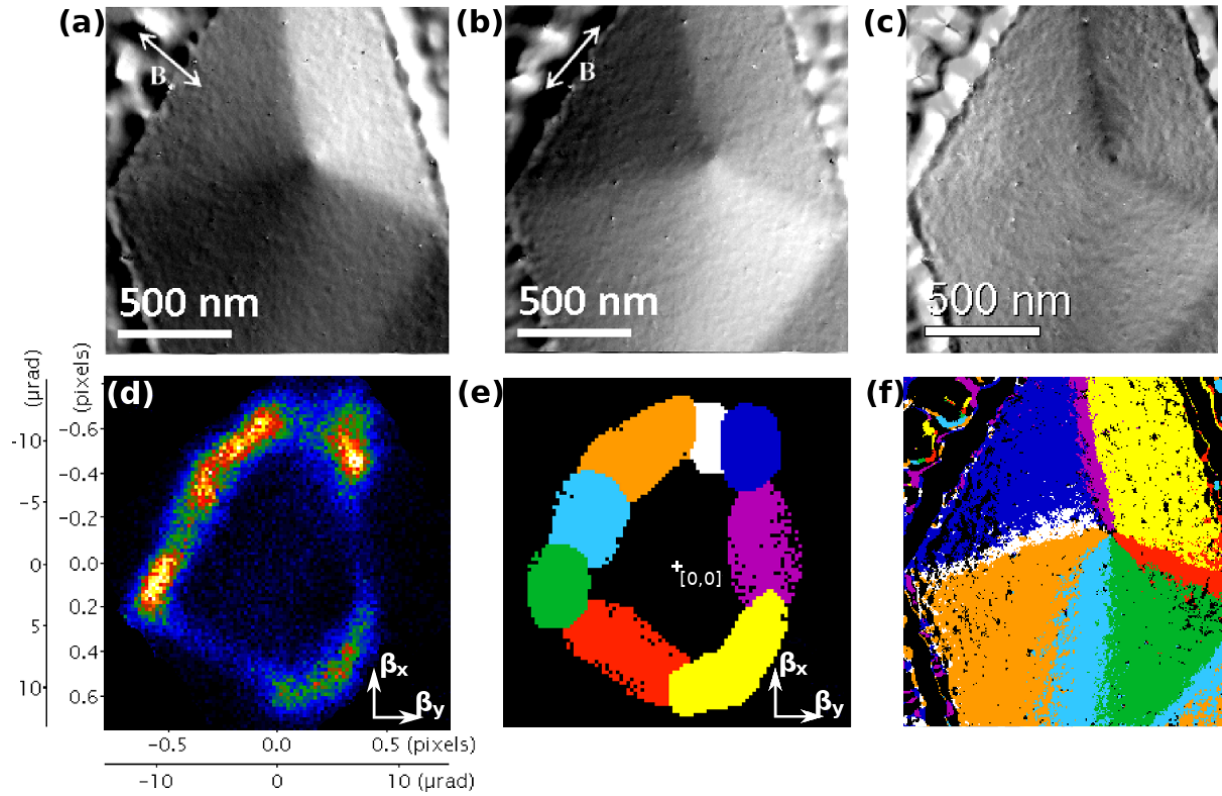 (a)
B
500 nm
(b)
B
500 nm
(c)
500 nm
(d)
(μrad)
(pixels)
-10
-5
0
5
10
−0.6
−0.4
−0.2
0.0
0.2
0.4
0.6
βx
βy
−0.5
0.0
0.5 (pixels)
-10
0
10 (μrad)
(e)
[0,0]
βx
βy
(f)